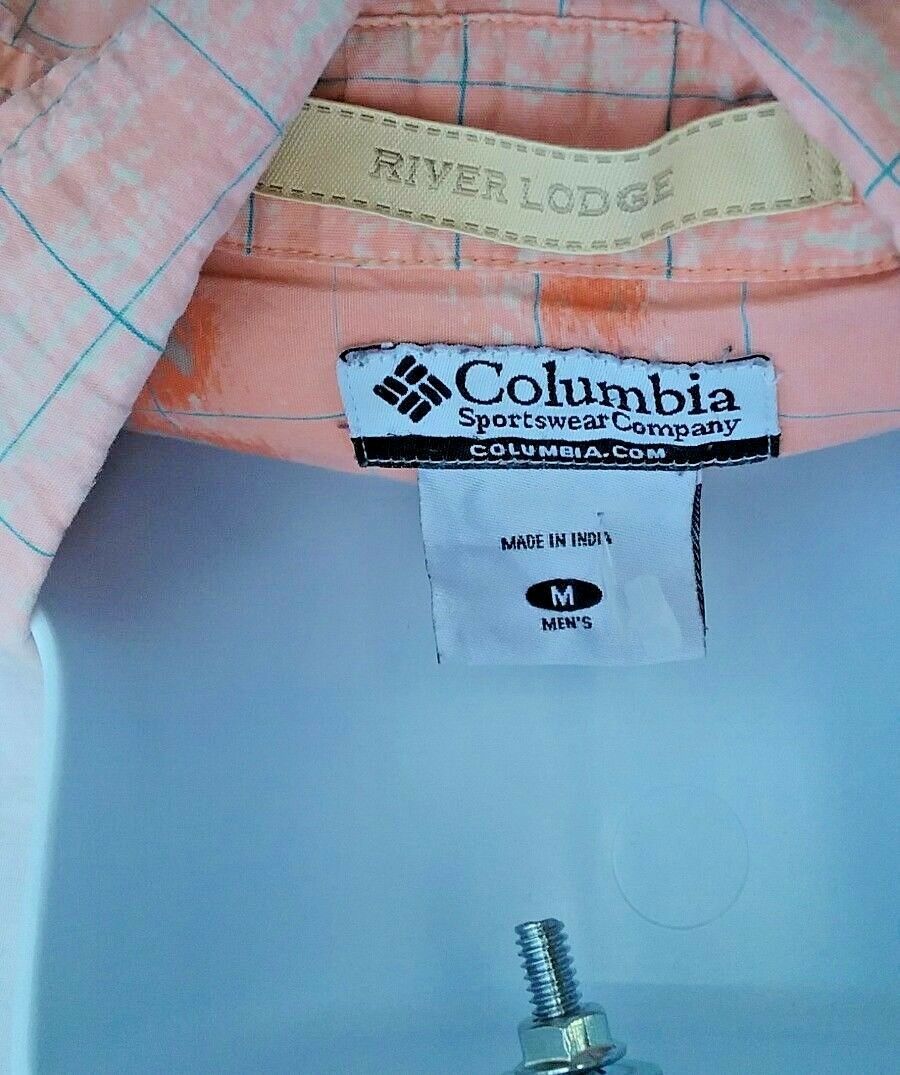 RIVER LODGE
Columbia
Sportswear Company
COLUMBIA.COM
MADE IN INDIA
M
MEN'S